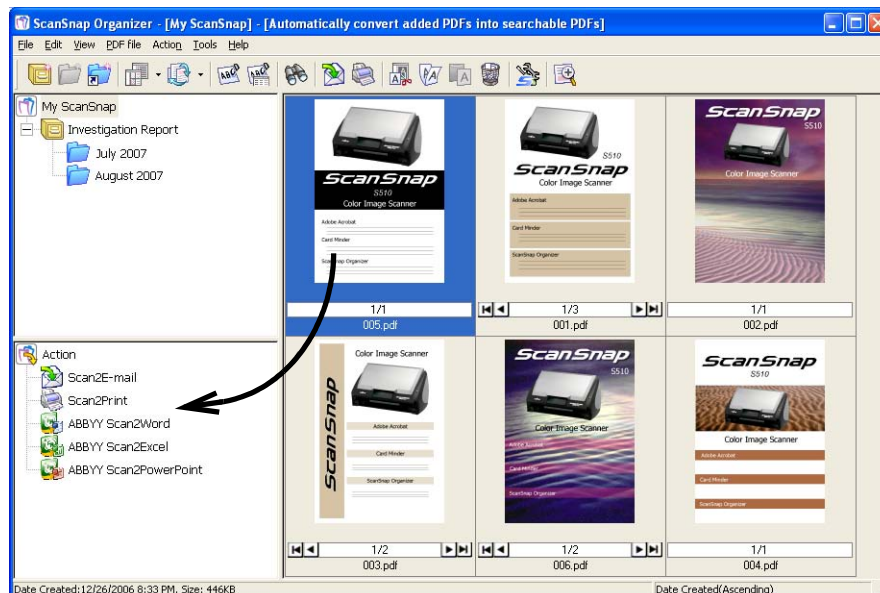 ScanSnap Organizer - [My ScanSnap] - [Automatically convert added PDFs into searchable PDFs]
File Edit View PDF file Action Tools Help
My ScanSnap
Investigation Report
July 2007
August 2007
Action
Scan2E-mail
Scan2Print
ABBYY Scan2Word
ABBYY Scan2Excel
ABBYY Scan2PowerPoint
ScanSnap
S510
Color Image Scanner
Adobe Acrobat
Card Minder
ScanSnap Organizer
1/1
005.pdf
S510
ScanSnap
Color Image Scanner
Adobe Acrobat
Card Minder
ScanSnap Organizer
1/3
001.pdf
ScanSnap
S510
Color Image Scanner
1/1
002.pdf
Color Image Scanner
ScanSnap
Adobe Acrobat
Card Minder
ScanSnap Organizer
1/2
003.pdf
ScanSnap
S510
Color Image Scanner
Adobe Acrobat
Card Minder
ScanSnap Organizer
1/2
006.pdf
ScanSnap
S510
Color Image Scanner
Adobe Acrobat
Card Minder
ScanSnap Organizer
1/1
004.pdf
Date Created:12/26/2006 8:33 PM, Size: 446KB
Date Created(Ascending)